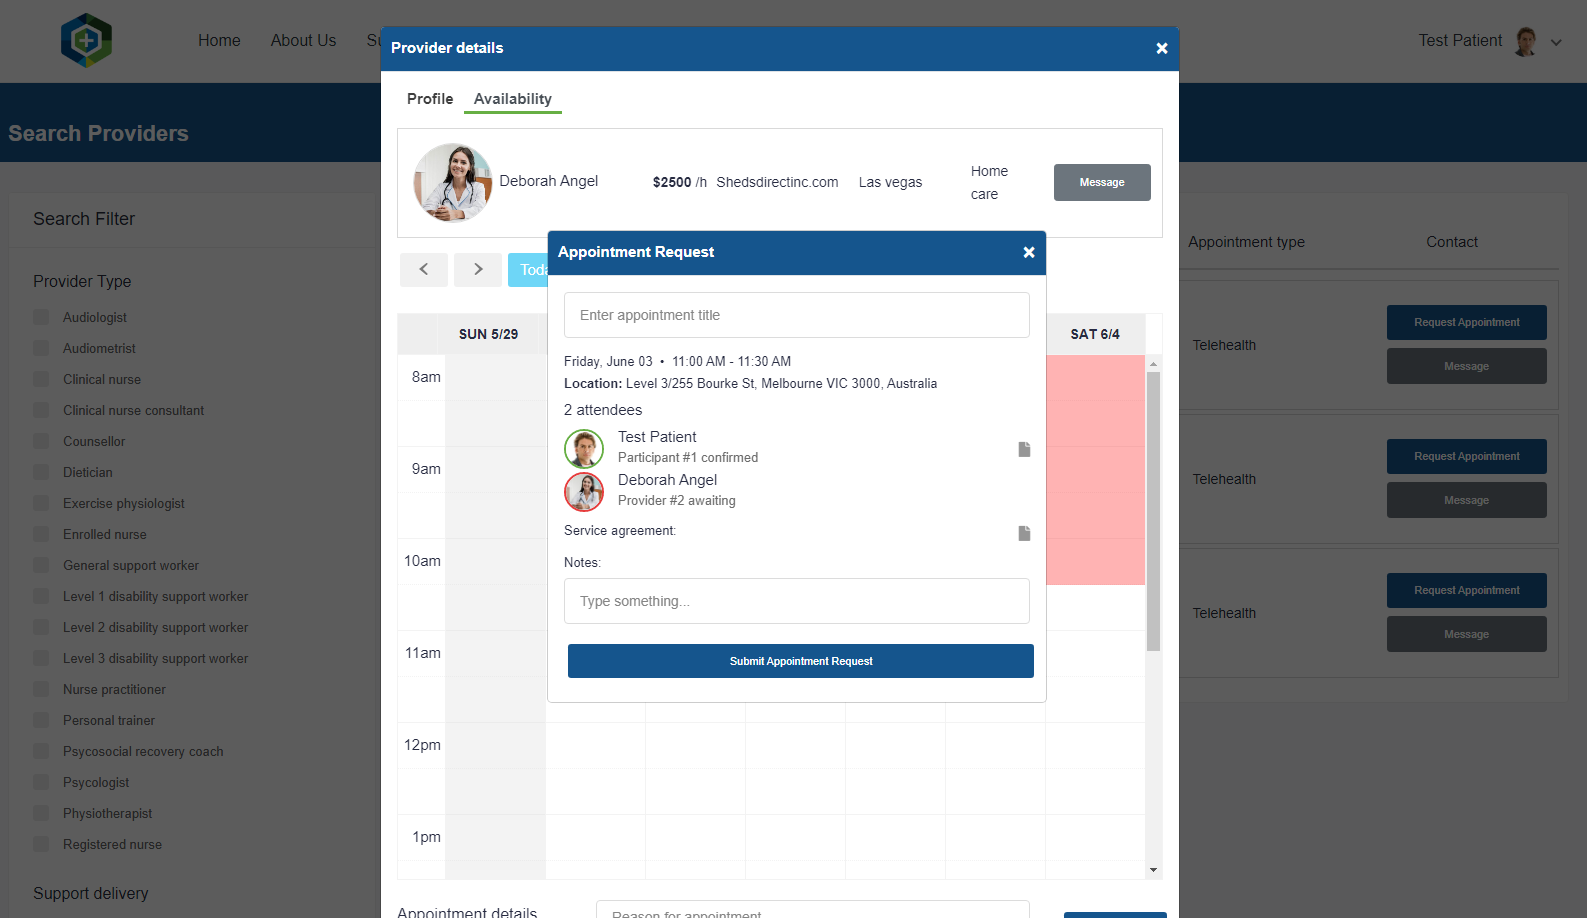 Home
About Us
Test Patient
Provider details
Search Providers
Profile
Availability
Deborah Angel
$2500 /h
Shedsdirectinc.com
Las vegas
Home
care
Message
Search Filter
Provider Type
Audiologist
Audiometrist
Clinical nurse
Clinical nurse consultant
Counsellor
Dietician
Exercise physiologist
Enrolled nurse
General support worker
Level 1 disability support worker
Level 2 disability support worker
Level 3 disability support worker
Nurse practitioner
Personal trainer
Psycosocial recovery coach
Psycologist
Physiotherapist
Registered nurse
Support delivery
SUN 5/29
SAT 6/4
8am
9am
10am
11am
12pm
1pm
Appointment Request
Enter appointment title
Friday, June 03 • 11:00 AM - 11:30 AM
Location: Level 3/255 Bourke St, Melbourne VIC 3000, Australia
2 attendees
Test Patient
Participant #1 confirmed
Deborah Angel
Provider #2 awaiting
Service agreement:
Notes:
Type something...
Submit Appointment Request
Appointment details
Reason for appointment
Appointment type
Contact
Telehealth
Request Appointment
Message
Telehealth
Request Appointment
Message
Telehealth
Request Appointment
Message